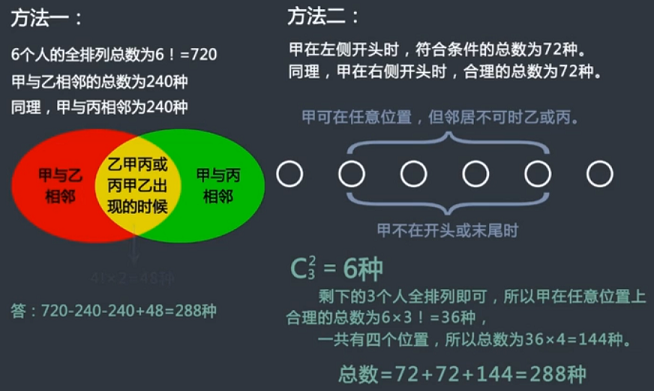 方法一：
6个人的全排列总数为6！=720
甲与乙相邻的总数为240种
同理，甲与丙相邻为240种
甲与乙
相邻
乙甲丙或
丙甲乙出
现的时候
甲与丙
相邻
答：720-240-240+48=288种
方法二：
甲在左侧开头时，符合条件的总数为72种。
同理，甲在右侧开头时，合理的总数为72种。
甲可在任意位置，但邻居不可时乙或丙。
甲不在开头或末尾时
C²₃ = 6种
剩下的3个人全排列即可，所以甲在任意位置上
合理的总数为6×3！=36种，
一共有四个位置，所以总数为36×4=144种。
总数=72+72+144=288种